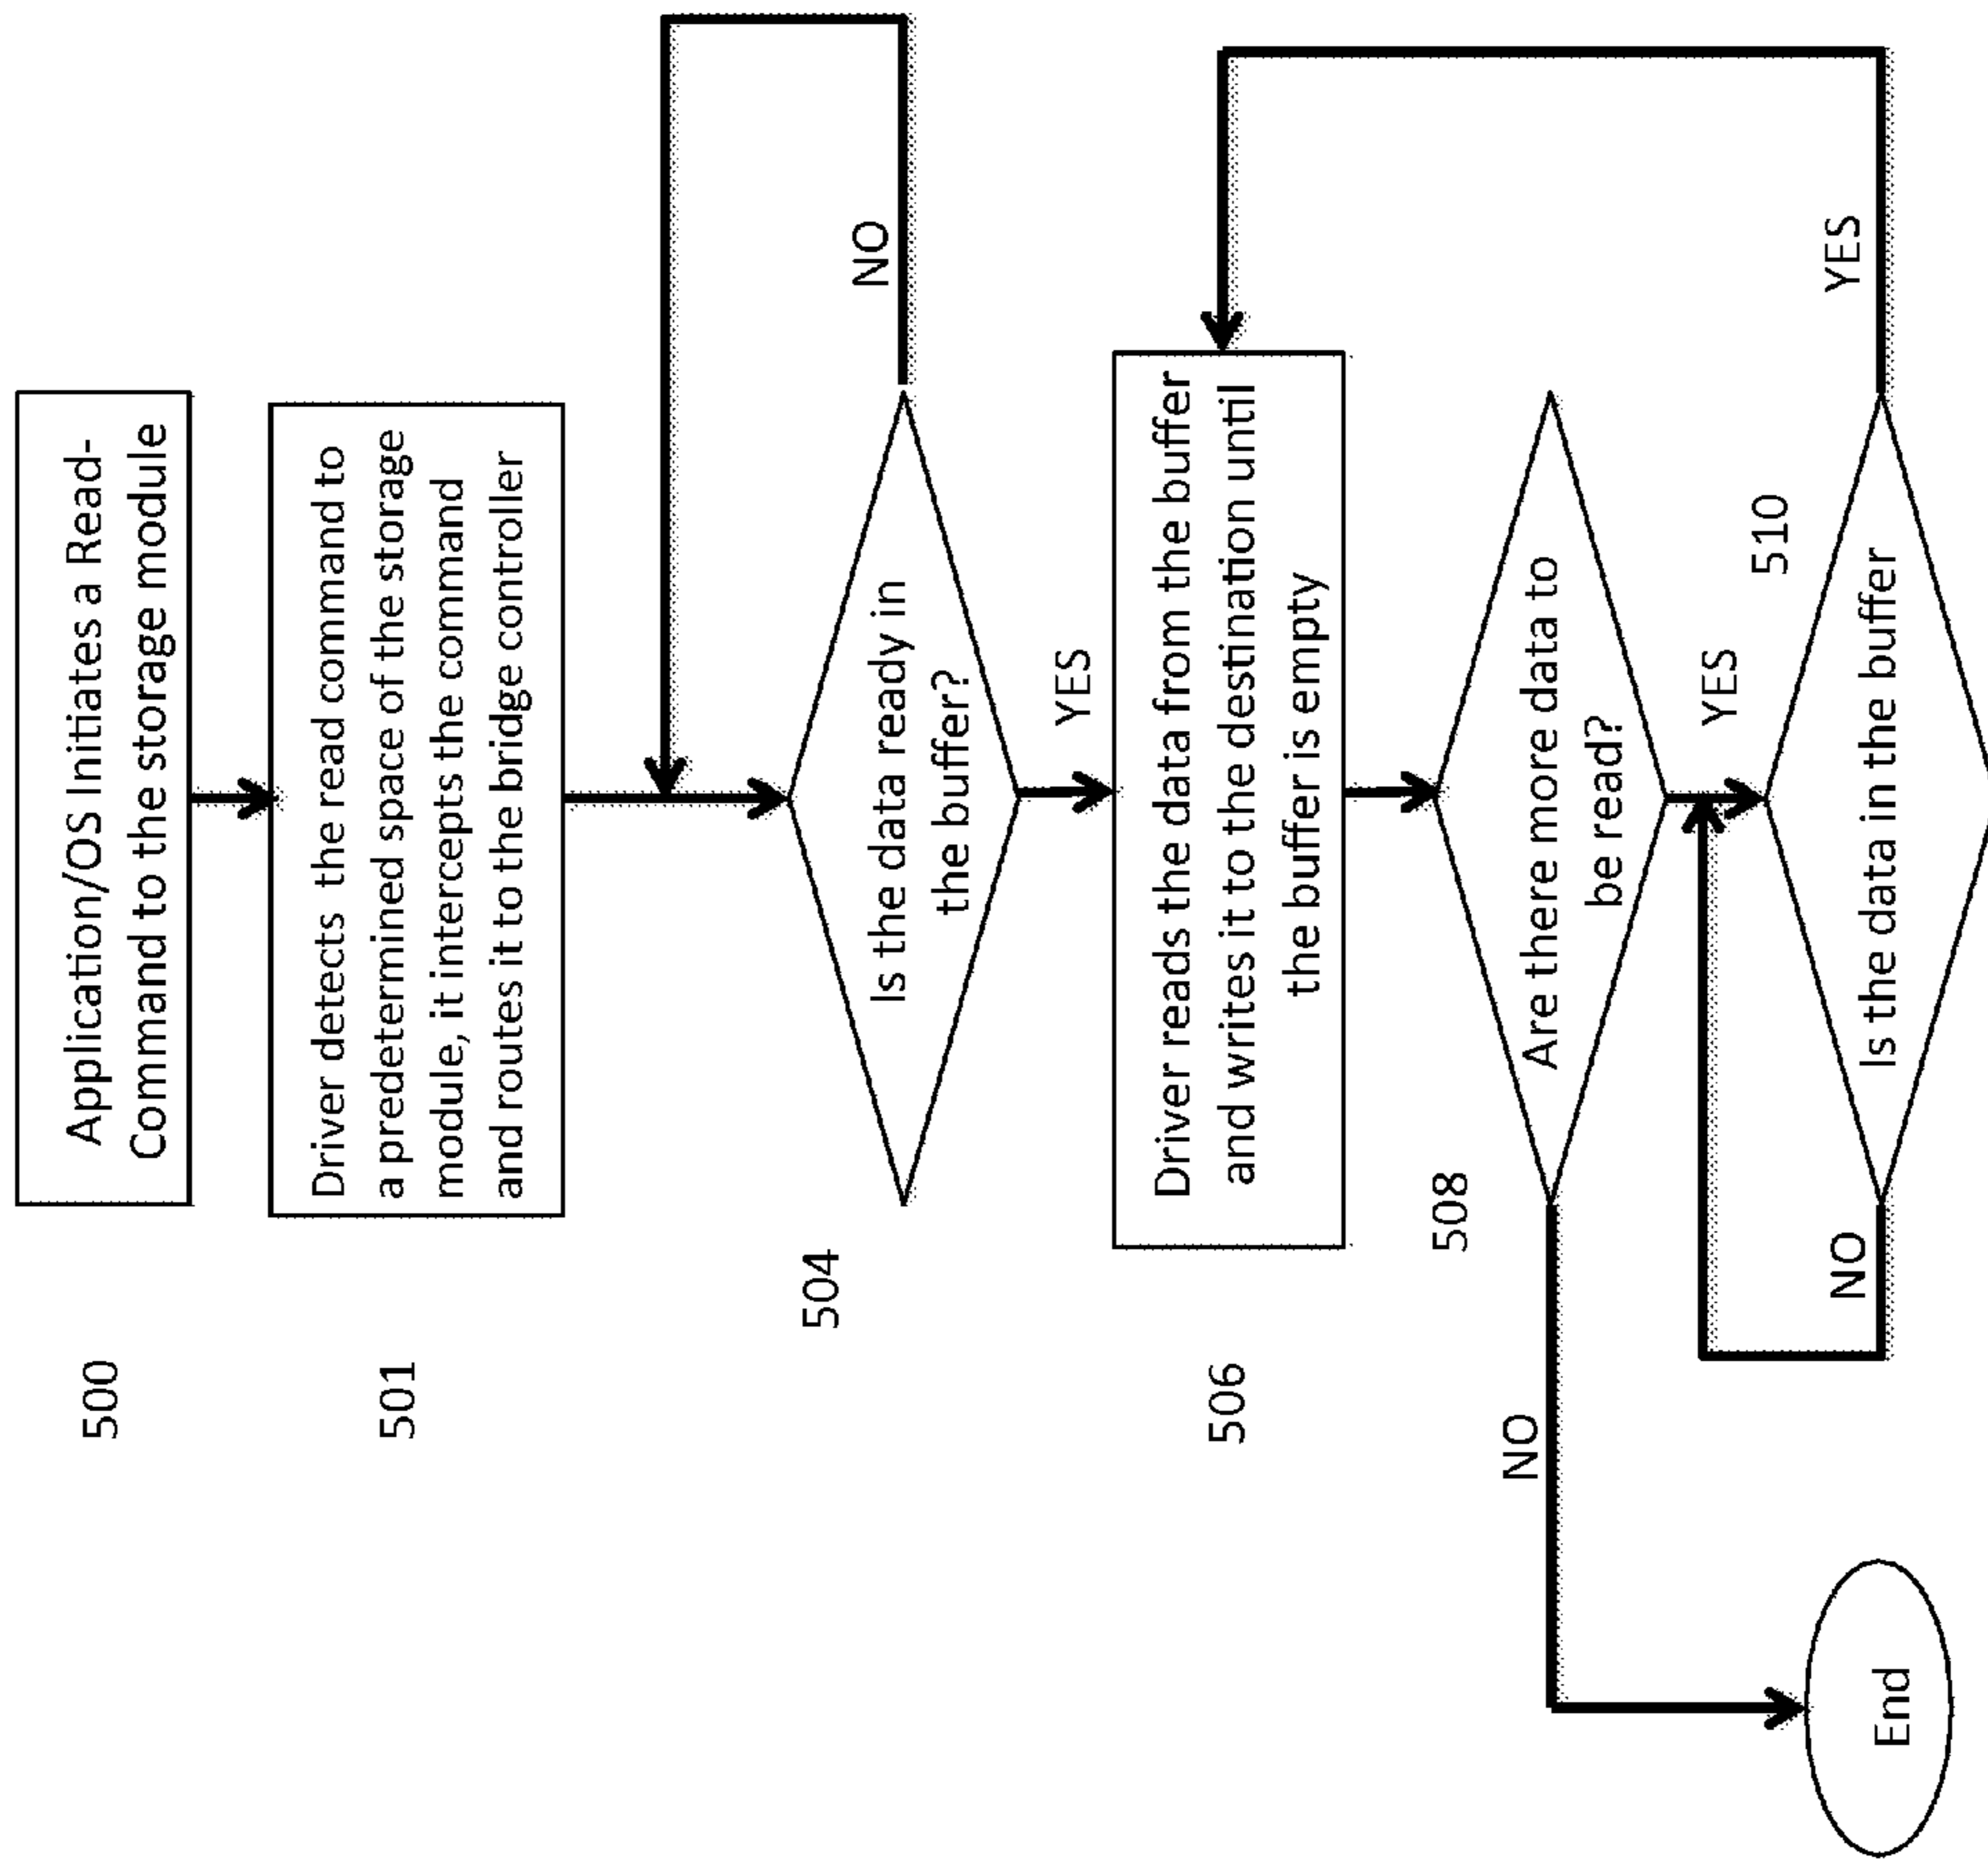 500
Application/OS Initiates a Read-
Command to the storage module
501
Driver detects the read command to
a predetermined space of the storage
module, it intercepts the command
and routes it to the bridge controller
504
Is the data ready in
the buffer?
NO
YES
506
Driver reads the data from the buffer
and writes it to the destination until
the buffer is empty
508
Are there more data to
be read?
NO
YES
510
Is the data in the buffer
NO
YES
End